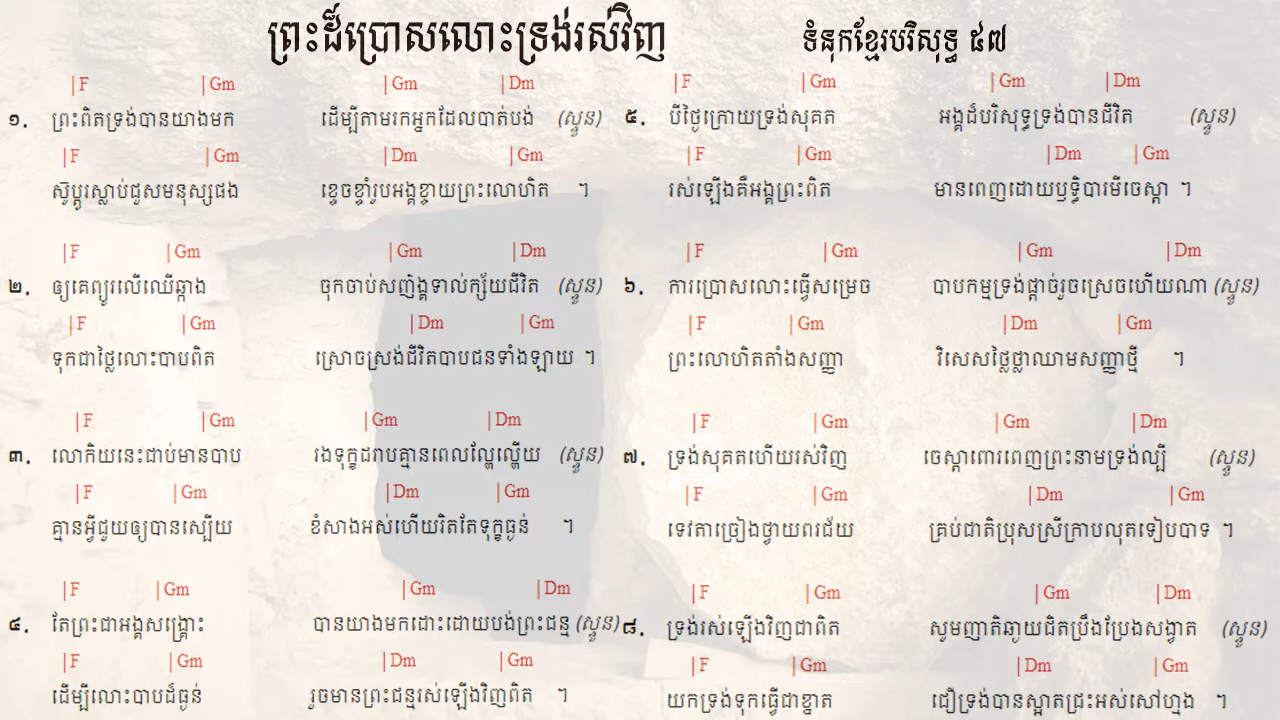 ព្រះដ៏ប្រោសលោះទ្រង់រស់វិញ
ទំនុកខ្មែរបរិសុទ្ធ ៥៧
|F |Gm |Gm |Dm
១. ព្រះពិតទ្រង់បានយាងមក ដើម្បីតាមរកអ្នកដែលបាត់បង់ (ស្ទួន)
|F |Gm |Dm |Gm
ស៊ូប្ដូរស្លាប់ជួសមនុស្សផង ខ្ទេចខ្ទាំរូបអង្គខ្ចាយព្រះលោហិត ។
|F |Gm |Gm |Dm
២. ឲ្យគេព្យួរលើឈើឆ្កាង ចុកចាប់សញ៉ង្គទាល់ក្ស័យជីវិត (ស្ទួន)
|F |Gm |Dm |Gm
ទុកជាថ្លៃលោះបាបពិត ស្រោចស្រង់ជីវិតបាបជនទាំងឡាយ ។
|F |Gm |Gm |Dm
៣. លោកិយនេះជាប់មានបាប រងទុក្ខដរាបគ្មានពេលល្ហែល្ហើយ (ស្ទួន)
|F |Gm |Dm |Gm
គ្មានអ្វីជួយឲ្យបានស្បើយ ខំសាងអស់ហើយរិតតែទុក្ខធ្ងន់ ។
|F |Gm |Gm |Dm
៤. តែព្រះជាអង្គសង្គ្រោះ បានយាងមកដោះដោយបង់ព្រះជន្ម (ស្ទួន)
|F |Gm |Dm |Gm
ដើម្បីលោះបាបដ៏ធ្ងន់ រួចមានព្រះជន្មរស់ឡើងវិញពិត ។
|F |Gm |Gm |Dm
៥. បីថ្ងៃក្រោយទ្រង់សុគត អង្គដ៏បរិសុទ្ធទ្រង់បានជីវិត (ស្ទួន)
|F |Gm |Dm |Gm
រស់ឡើងគឺអង្គព្រះពិត មានពេញដោយឫទ្ធិបារមីចេស្ដា ។
|F |Gm |Gm |Dm
៦. ការប្រោសលោះធ្វើសម្រេច បាបកម្មទ្រង់ផ្ដាច់រួចស្រេចហើយណា (ស្ទួន)
|F |Gm |Dm |Gm
ព្រះលោហិតតាំងសញ្ញា វិសេសថ្លៃថ្លាឈាមសញ្ញាថ្មី ។
|F |Gm |Gm |Dm
៧. ទ្រង់សុគតហើយរស់វិញ ចេស្ដាពោរពេញព្រះនាមទ្រង់ល្បី (ស្ទួន)
|F |Gm |Dm |Gm
ទេវតាច្រៀងថ្វាយពរជ័យ គ្រប់ជាតិប្រុសស្រីក្រាបលុតទៀបបាទ ។
|F |Gm |Gm |Dm
៨. ទ្រង់រស់ឡើងវិញជាពិត សូមញាតិឆ្ងាយជិតប្រឹងប្រែងសង្វាត (ស្ទួន)
|F |Gm |Dm |Gm
យកទ្រង់ទុកធ្វើជាខ្នាត ជឿទ្រង់បានស្អាតជ្រះអស់សៅហ្មង ។